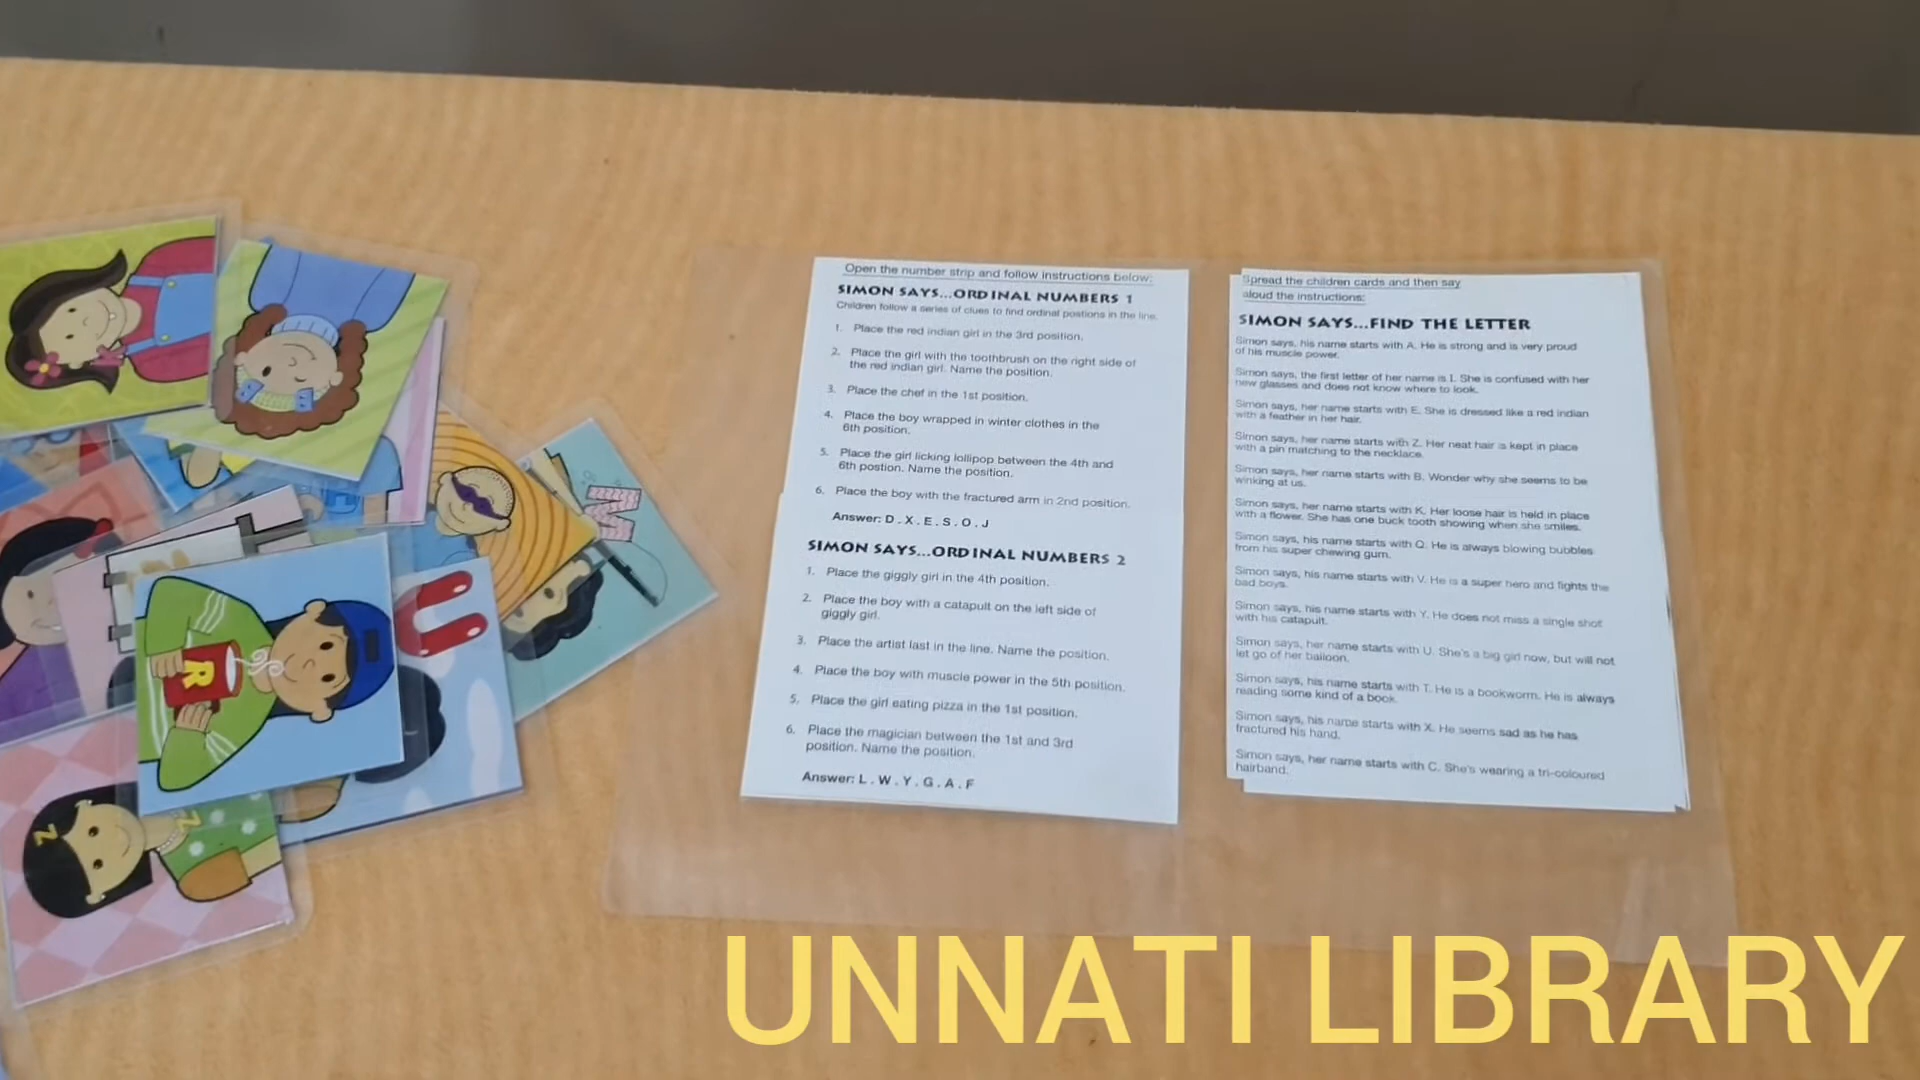 Open the number strip and follow instructions below:
SIMON SAYS...ORDINAL NUMBERS 1
Children follow a series of clues to find ordinal postions in the line.
1. Place the red indian girl in the 3rd position.
2. Place the girl with the toothbrush on the right side of
the red indian girl. Name the position.
3. Place the chef in the 1st position.
4. Place the boy wrapped in winter clothes in the
6th position.
5. Place the girl licking lollipop between the 4th and
6th postion. Name the position.
6. Place the boy with the fractured arm in 2nd position.
Answer: D . X . E . S . O . J
SIMON SAYS...ORDINAL NUMBERS 2
1. Place the giggly girl in the 4th position.
2. Place the boy with a catapult on the left side of
giggly girl.
3. Place the artist last in the line. Name the position.
4. Place the boy with muscle power in the 5th position.
5. Place the girl eating pizza in the 1st position.
6. Place the magician between the 1st and 3rd
position. Name the position.
Answer: L . W . Y . G . A . F
Spread the children cards and then say
aloud the instructions:
SIMON SAYS...FIND THE LETTER
Simon says, his name starts with A. He is strong and is very proud
of his muscle power.
Simon says, the first letter of her name is I. She is confused with her
new glasses and does not know where to look.
Simon says, her name starts with E. She is dressed like a red indian
with a feather in her hair.
Simon says, her name starts with Z. Her neat hair is kept in place
with a pin matching to the necklace.
Simon says, her name starts with B. Wonder why she seems to be
winking at us.
Simon says, her name starts with K. Her loose hair is held in place
with a flower. She has one buck tooth showing when she smiles.
Simon says, his name starts with Q. He is always blowing bubbles
from his super chewing gum.
Simon says, his name starts with V. He is a super hero and fights the
bad boys.
Simon says, his name starts with Y. He does not miss a single shot
with his catapult.
Simon says, her name starts with U. She's a big girl now, but will not
let go of her balloon.
Simon says, his name starts with T. He is a bookworm. He is always
reading some kind of a book.
Simon says, his name starts with X. He seems sad as he has
fractured his hand.
Simon says, her name starts with C. She's wearing a tri-coloured
hairband.
R
U
Z
Z
UNNATI LIBRARY